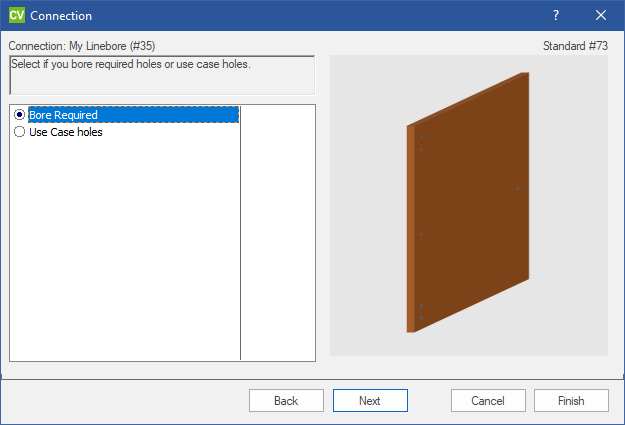 CV Connection ?
Connection: My Linebore (#35) Standard #73
Select if you bore required holes or use case holes.
Bore Required
Use Case holes
Back Next Cancel Finish